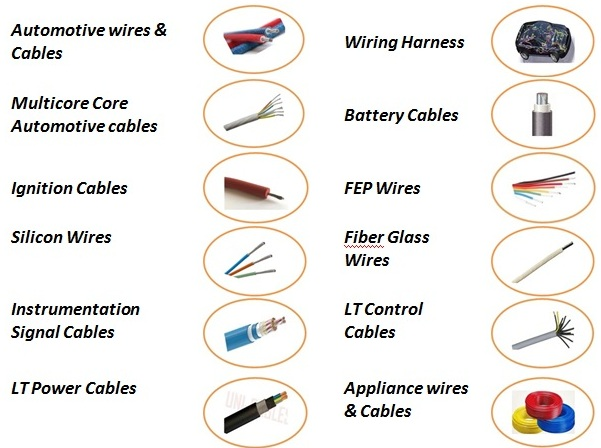 Automotive wires &
Cables
Wiring Harness
Multicore Core
Automotive cables
Battery Cables
Ignition Cables
FEP Wires
Silicon Wires
Fiber Glass
Wires
Instrumentation
Signal Cables
LT Control
Cables
LT Power Cables
Appliance wires
& Cables